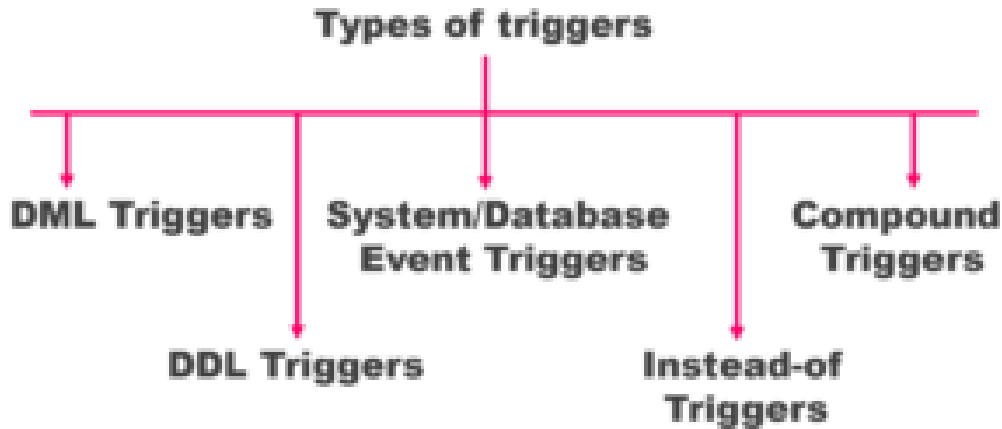 Types of triggers
DML Triggers
System/Database
Event Triggers
Compound
Triggers
DDL Triggers
Instead-of
Triggers